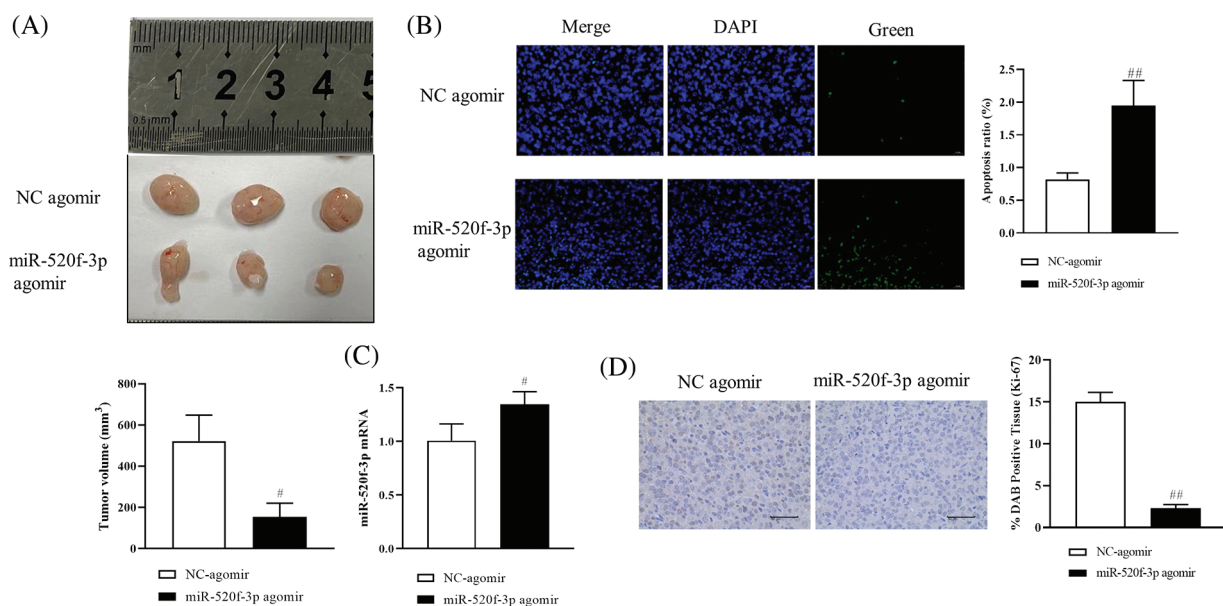 (A)
mm
1 2 3 4 5
0.5 mm
NC agomir
miR-520f-3p
agomir
(B)
Merge DAPI Green
NC agomir
miR-520f-3p
agomir
Apoptosis ratio (%)
2.5
2.0
1.5
1.0
0.5
0.0
##
NC-agomir
miR-520f-3p agomir
Tumor volume (mm³)
800
600
400
200
0
#
NC-agomir
miR-520f-3p agomir
(C)
miR-520f-3p mRNA
1.5
1.0
0.5
0.0
#
NC-agomir
miR-520f-3p agomir
(D)
NC agomir miR-520f-3p agomir
% DAB Positive Tissue (Ki-67)
20
15
10
5
0
##
NC-agomir
miR-520f-3p agomir